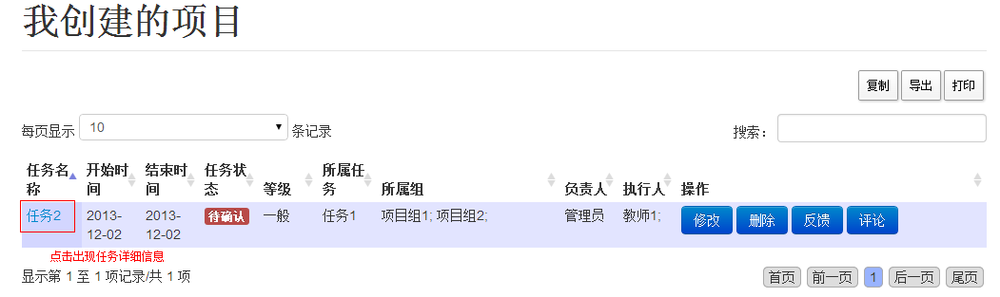 我创建的项目
复制 导出 打印
每页显示 10 条记录 搜索：
任务名称 开始时间 结束时间 任务状态 等级 所属任务 所属组 负责人 执行人 操作
任务2 2013-12-02 2013-12-02 待确认 一般 任务1 项目组1; 项目组2; 管理员 教师1; 修改 删除 反馈 评论
点击出现任务详细信息
显示第 1 至 1 项记录/共 1 项 首页 前一页 1 后一页 尾页